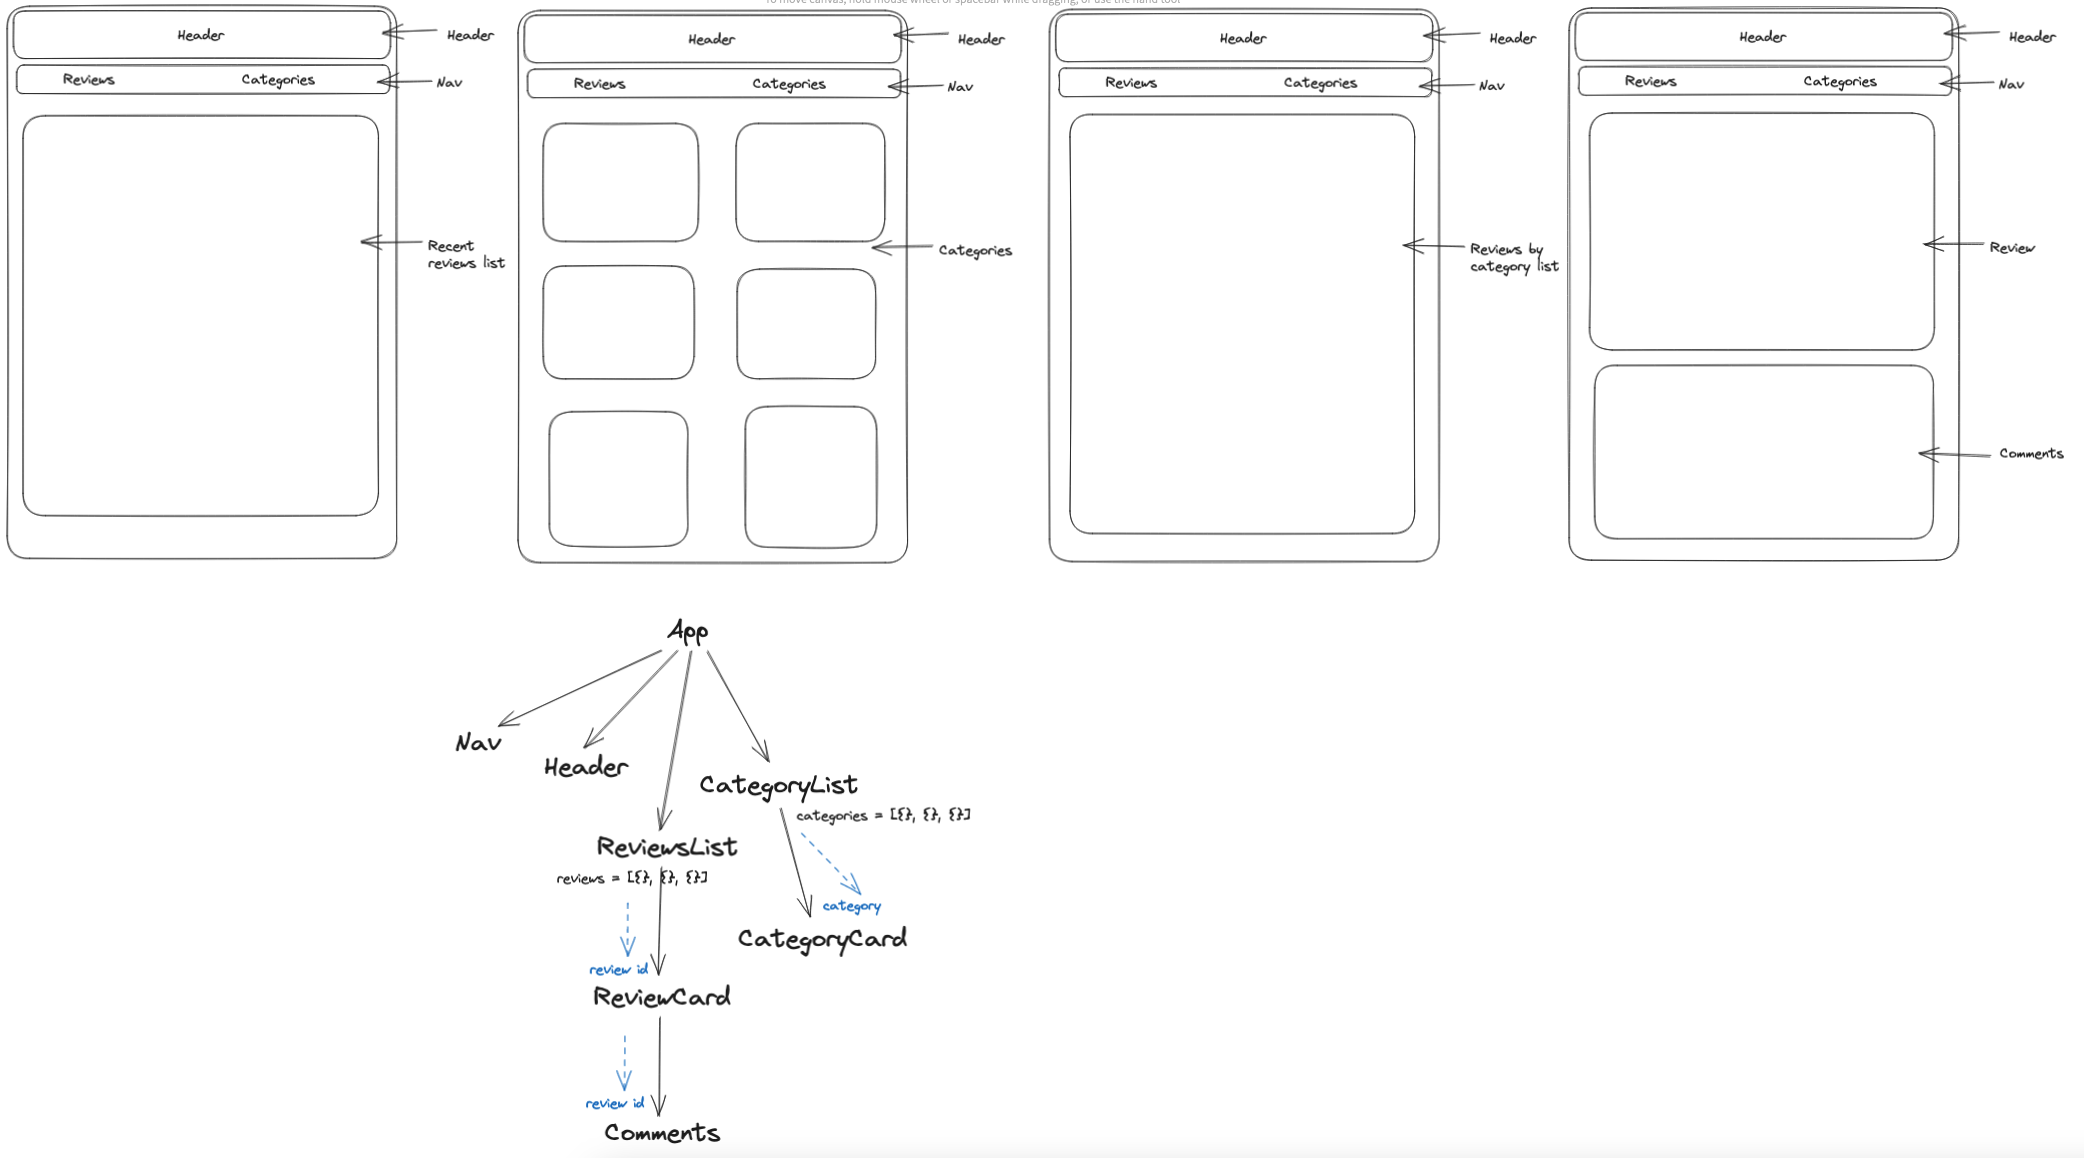 To move canvas, hold mouse wheel or spacebar while dragging, or use the hand tool
Header
Header
Reviews
Categories
Nav
Recent
reviews list
Header
Header
Reviews
Categories
Nav
Categories
Header
Header
Reviews
Categories
Nav
Reviews by
category list
Header
Header
Reviews
Categories
Nav
Review
Comments
App
Nav
Header
CategoryList
categories = [{}, {}, {}]
ReviewsList
reviews = [{}, {}, {}]
category
CategoryCard
review id
ReviewCard
review id
Comments